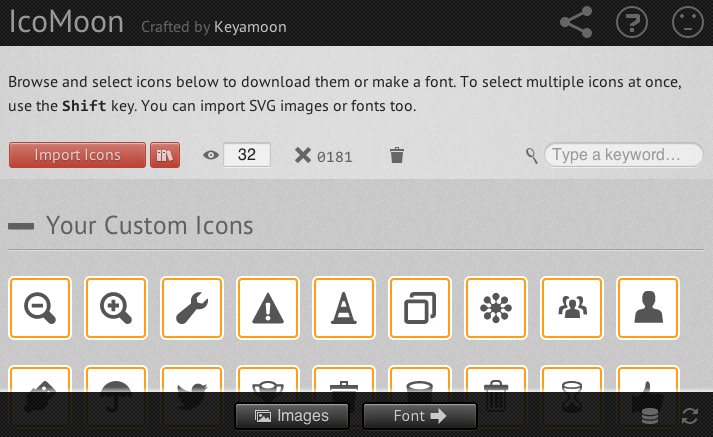 IcoMoon Crafted by Keyamoon
Browse and select icons below to download them or make a font. To select multiple icons at once,
use the Shift key. You can import SVG images or fonts too.
Import Icons 32 0181 Type a keyword...
Your Custom Icons
Images Font